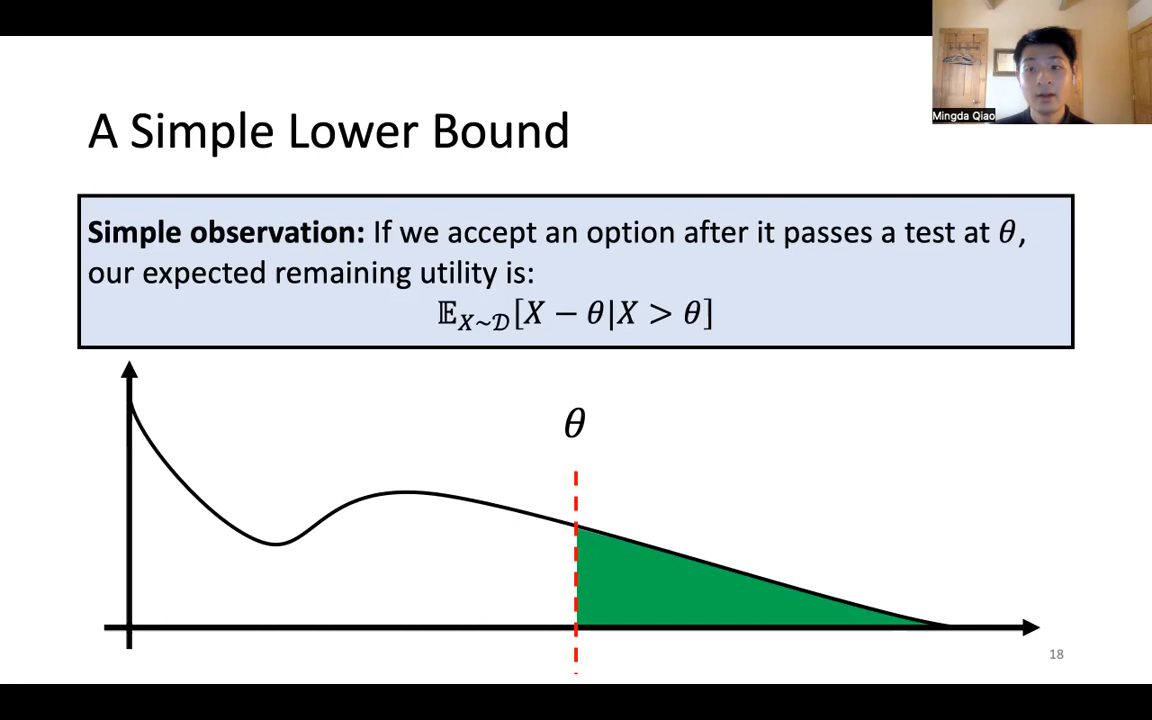 Mingda Qiao
A Simple Lower Bound
Simple observation: If we accept an option after it passes a test at θ,
our expected remaining utility is:
𝔼_{X∼𝒟}[X − θ|X > θ]
θ
18